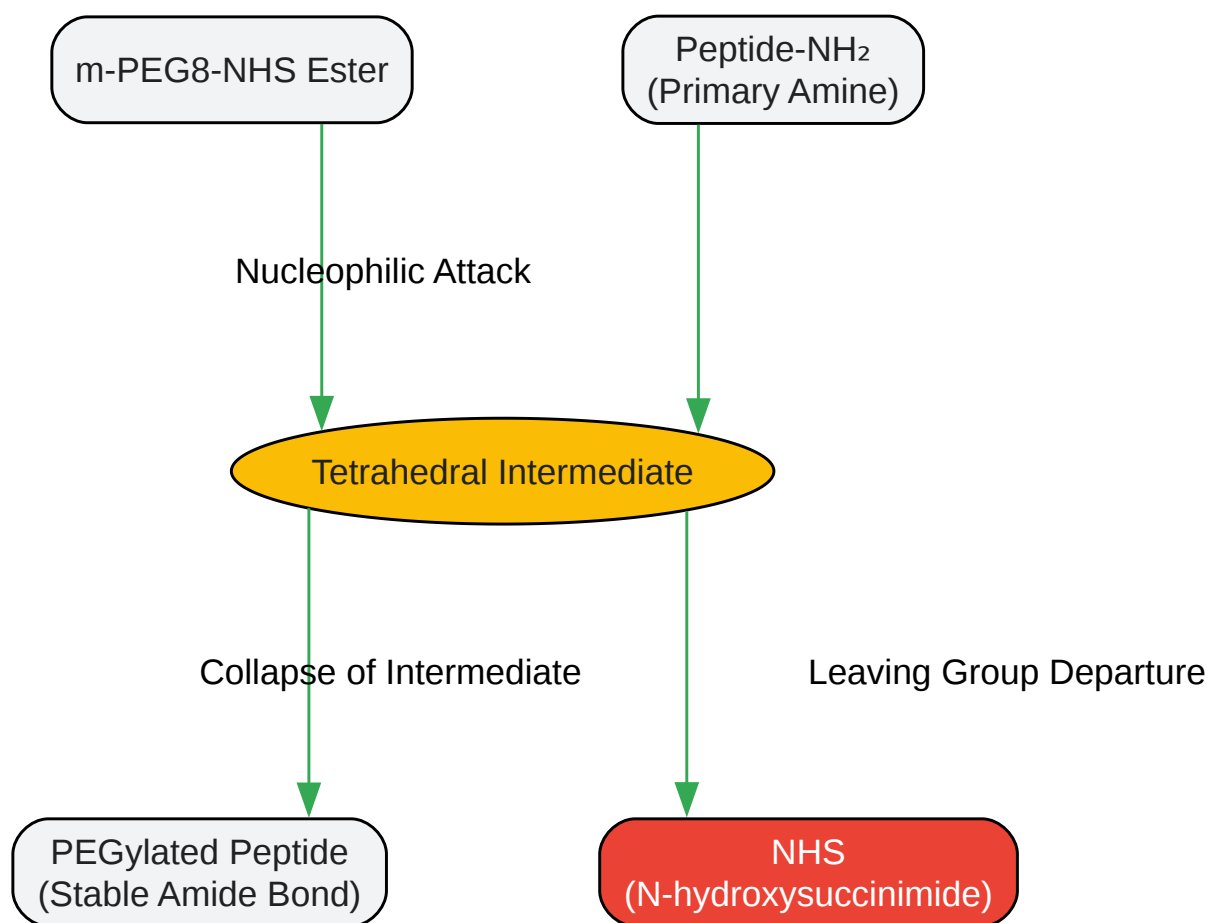 m-PEG8-NHS Ester
Peptide-NH₂
(Primary Amine)
Nucleophilic Attack
Tetrahedral Intermediate
Collapse of Intermediate
Leaving Group Departure
PEGylated Peptide
(Stable Amide Bond)
NHS
(N-hydroxysuccinimide)